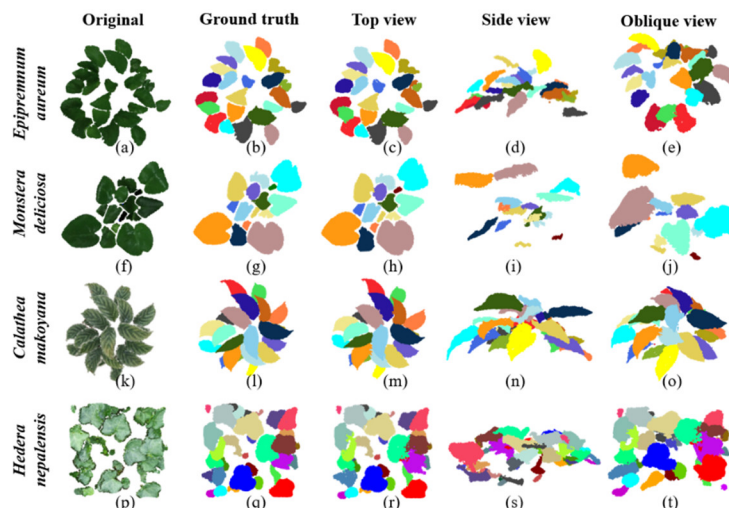 Original Ground truth Top view Side view Oblique view
Epipremnum
aureum
(a) (b) (c) (d) (e)
Monstera
deliciosa
(f) (g) (h) (i) (j)
Calathea
makoyana
(k) (l) (m) (n) (o)
Hedera
nepalensis
(p) (q) (r) (s) (t)